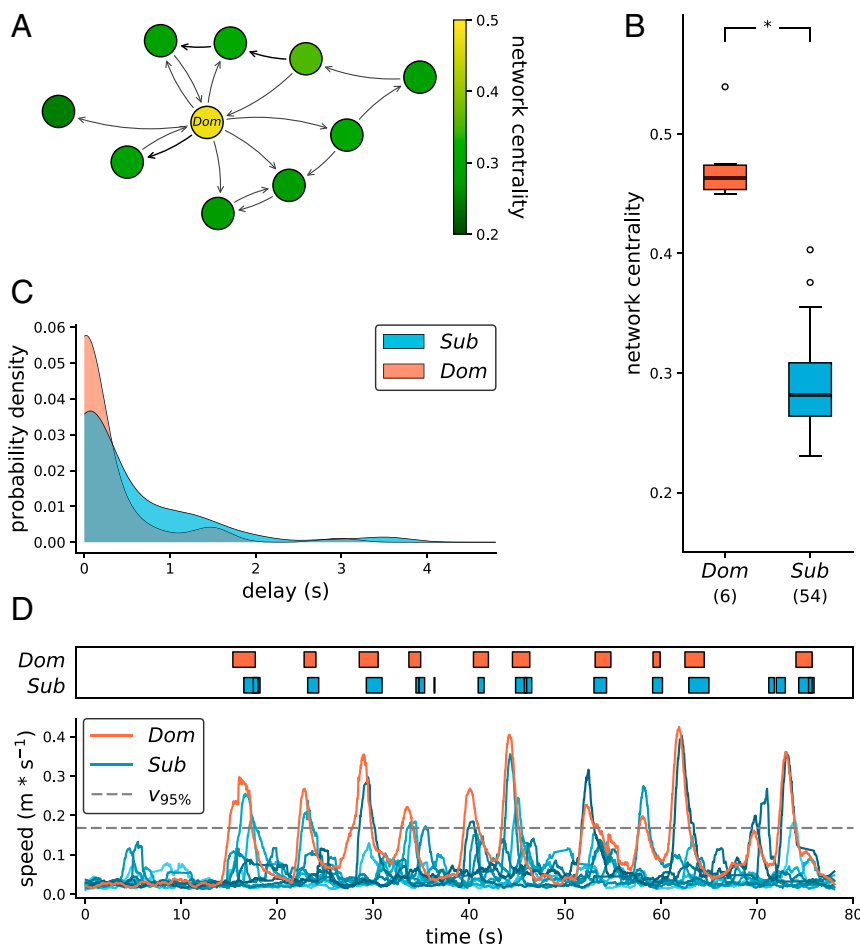 A
Dom
0.5
0.4
0.3
0.2
network centrality
B
*
0.5
0.4
0.3
0.2
network centrality
Dom
Sub
(6)
(54)
C
0.06
0.05
0.04
0.03
0.02
0.01
0.00
probability density
Sub
Dom
0
1
2
3
4
delay (s)
D
Dom
Sub
Dom
Sub
v95%
0.4
0.3
0.2
0.1
0.0
speed (m * s⁻¹)
0
10
20
30
40
50
60
70
80
time (s)